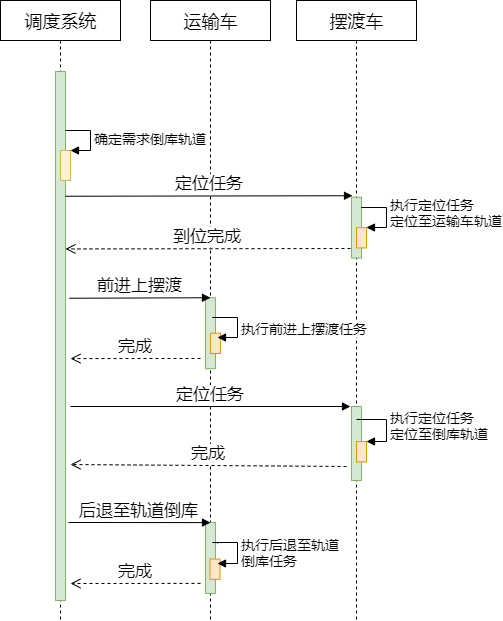 调度系统
运输车
摆渡车
确定需求倒库轨道
定位任务
执行定位任务
定位至运输车轨道
到位完成
前进上摆渡
执行前进上摆渡任务
完成
定位任务
执行定位任务
定位至倒库轨道
完成
后退至轨道倒库
执行后退至轨道
倒库任务
完成